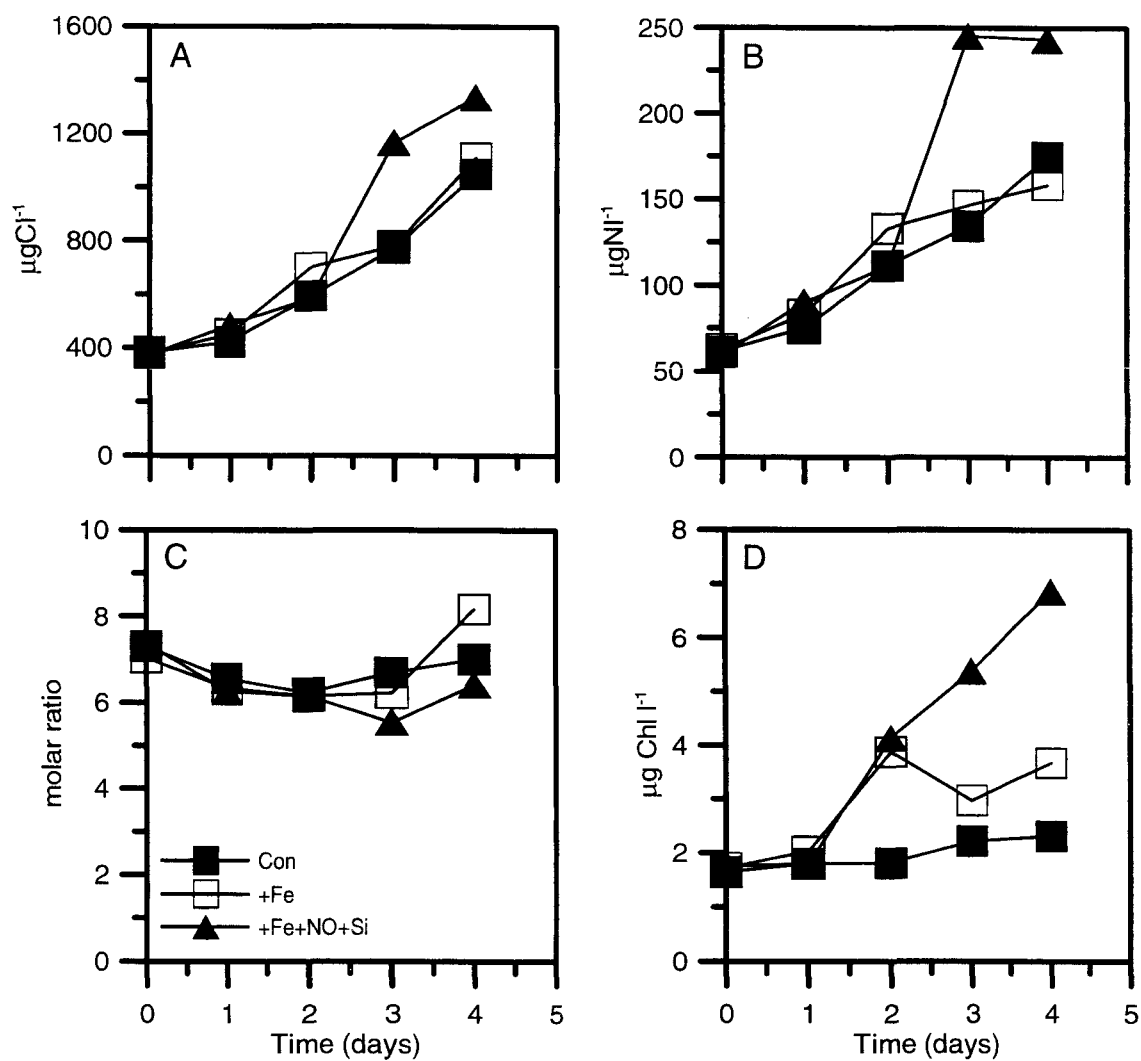 A
µgCl⁻¹
1600
1200
800
400
0
B
µgNl⁻¹
250
200
150
100
50
0
C
molar ratio
10
8
6
4
2
0
Con
+Fe
+Fe+NO+Si
0 1 2 3 4 5
Time (days)
D
µg Chl l⁻¹
8
6
4
2
0
0 1 2 3 4 5
Time (days)